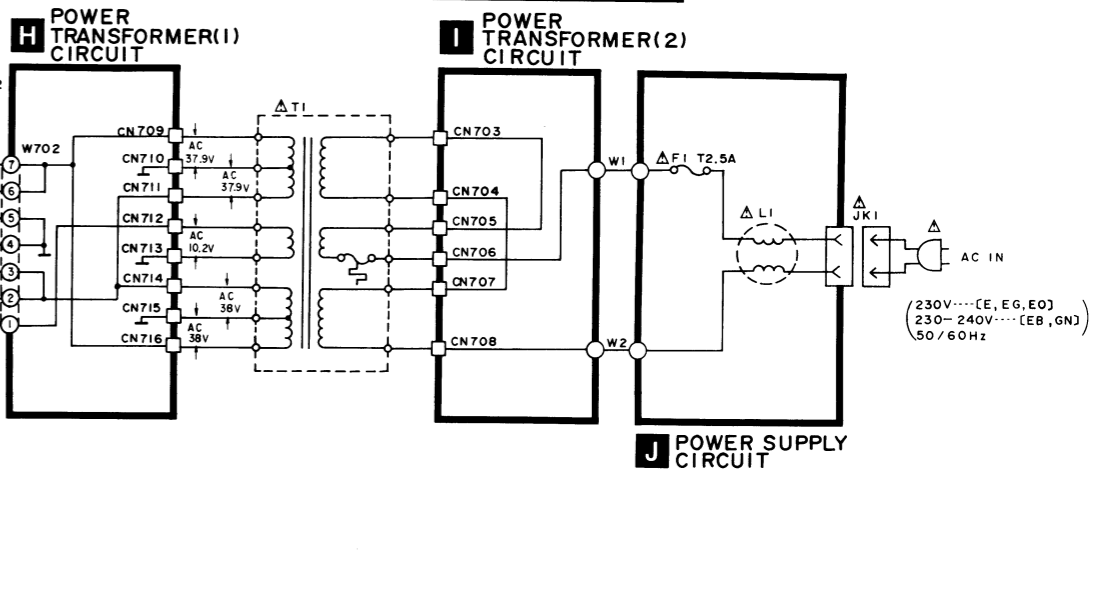 H POWER TRANSFORMER(1) CIRCUIT
I POWER TRANSFORMER(2) CIRCUIT
T1
CN709
CN703
AC 37.9V
W702
CN710
7
W1
F1 T2.5A
AC 37.9V
CN711
6
CN704
CN712
5
CN705
L1
JK1
AC 10.2V
4
CN713
CN706
AC IN
3
CN714
CN707
2
AC 38V
230V----[E, EG, EO]
CN715
1
AC 38V
230-240V----[EB, GN]
CN716
50/60Hz
CN708
W2
J POWER SUPPLY CIRCUIT